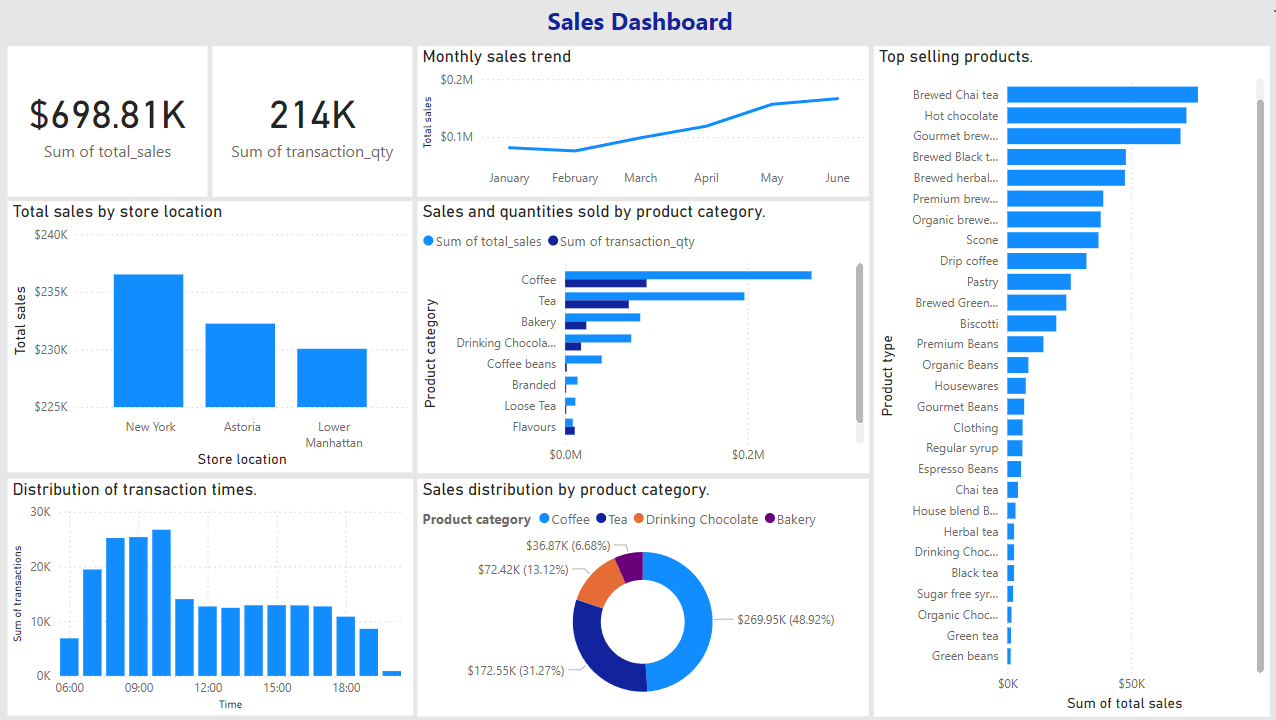 Sales Dashboard
$698.81K
Sum of total_sales
214K
Sum of transaction_qty
Monthly sales trend
Total sales
$0.2M
$0.1M
January February March April May June
Total sales by store location
Total sales
$240K
$235K
$230K
$225K
New York Astoria Lower
Manhattan
Store location
Sales and quantities sold by product category.
Sum of total_sales Sum of transaction_qty
Product category
Coffee
Tea
Bakery
Drinking Chocola...
Coffee beans
Branded
Loose Tea
Flavours
$0.0M $0.2M
Distribution of transaction times.
Sum of transactions
30K
20K
10K
0K
06:00 09:00 12:00 15:00 18:00
Time
Sales distribution by product category.
Product category Coffee Tea Drinking Chocolate Bakery
$36.87K (6.68%)
$72.42K (13.12%)
$269.95K (48.92%)
$172.55K (31.27%)
Top selling products.
Product type
Brewed Chai tea
Hot chocolate
Gourmet brew...
Brewed Black t...
Brewed herbal...
Premium brew...
Organic brewe...
Scone
Drip coffee
Pastry
Brewed Green...
Biscotti
Premium Beans
Organic Beans
Housewares
Gourmet Beans
Clothing
Regular syrup
Espresso Beans
Chai tea
House blend B...
Herbal tea
Drinking Choc...
Black tea
Sugar free syr...
Organic Choc...
Green tea
Green beans
$0K $50K
Sum of total sales